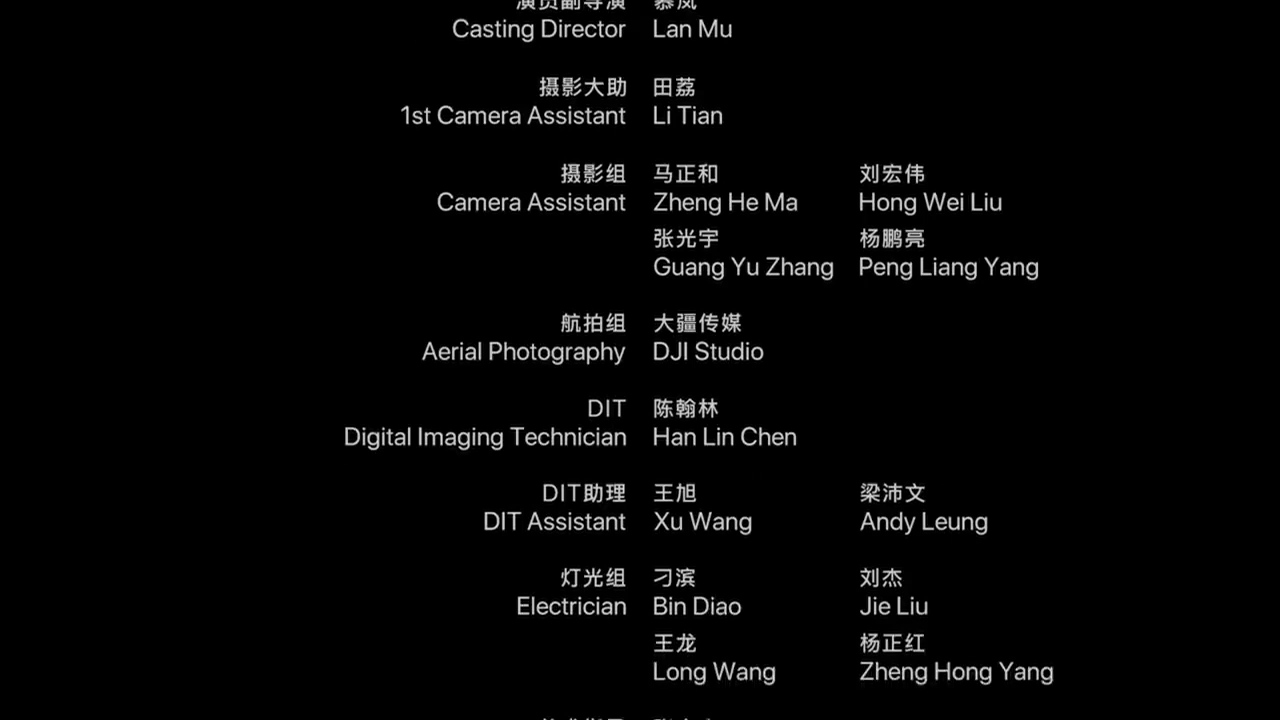 Casting Director Lan Mu
摄影大助 田荔
1st Camera Assistant Li Tian
摄影组 马正和 刘宏伟
Camera Assistant Zheng He Ma Hong Wei Liu
张光宇 杨鹏亮
Guang Yu Zhang Peng Liang Yang
航拍组 大疆传媒
Aerial Photography DJI Studio
DIT 陈翰林
Digital Imaging Technician Han Lin Chen
DIT助理 王旭 梁沛文
DIT Assistant Xu Wang Andy Leung
灯光组 刁滨 刘杰
Electrician Bin Diao Jie Liu
王龙 杨正红
Long Wang Zheng Hong Yang